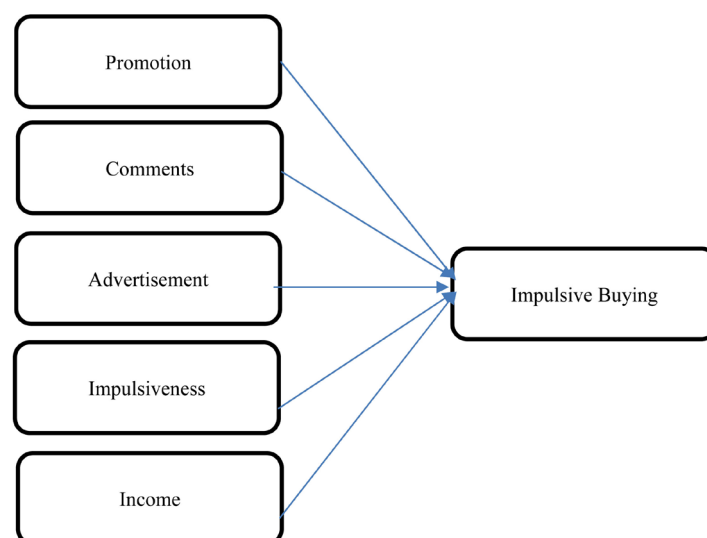 Promotion
Comments
Advertisement
Impulsive Buying
Impulsiveness
Income